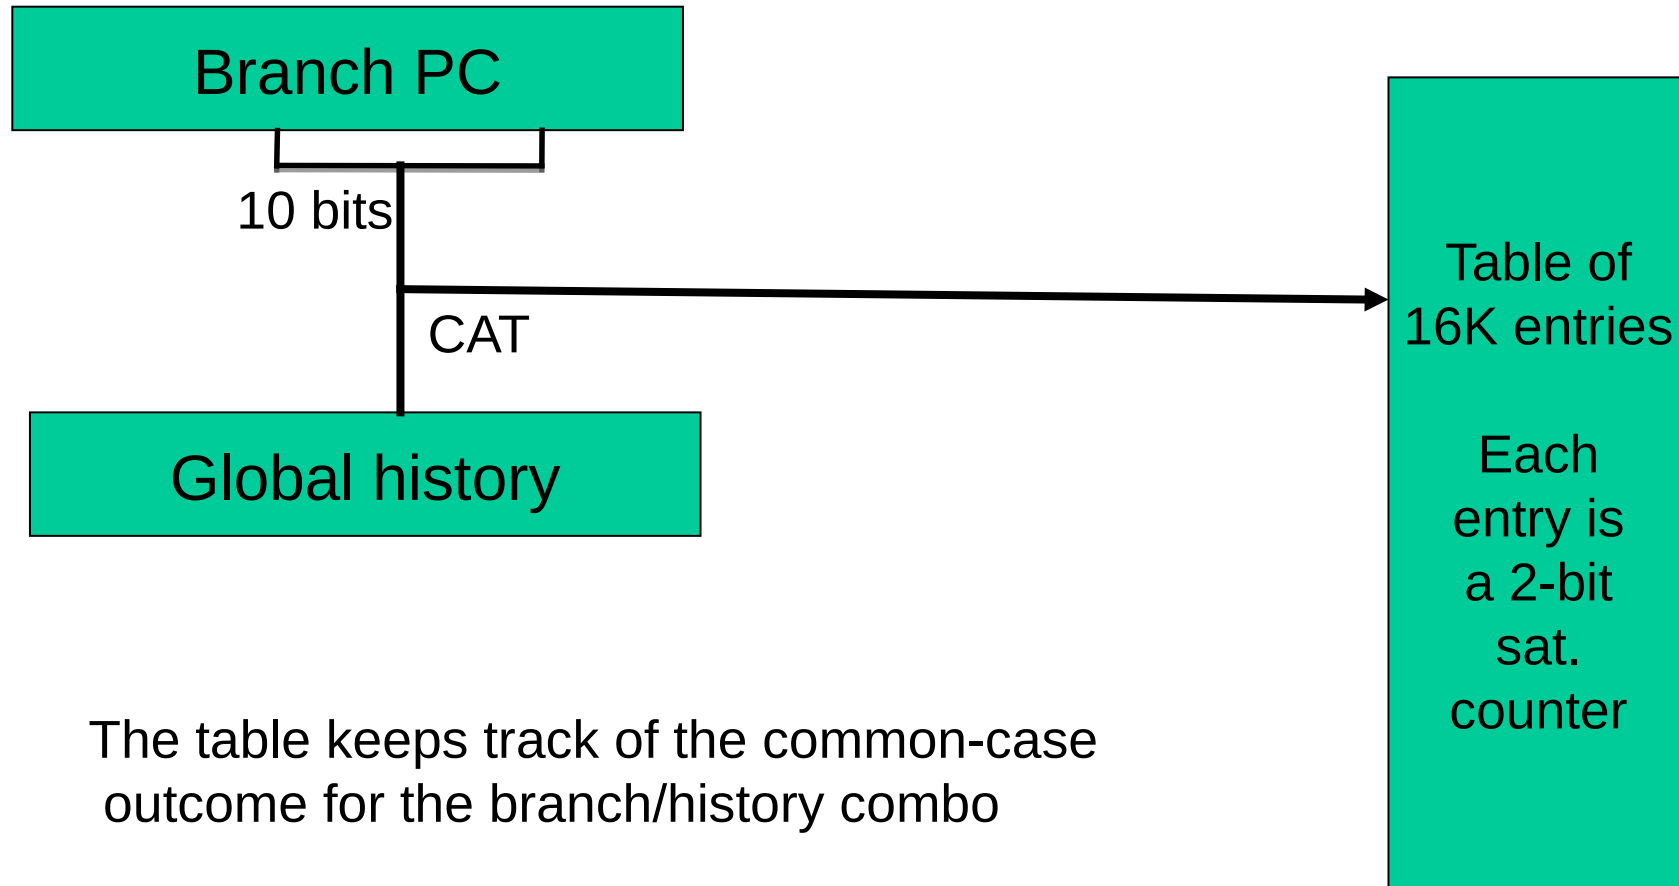 Branch PC
10 bits
CAT
Global history
Table of
16K entries
Each
entry is
a 2-bit
sat.
counter
The table keeps track of the common-case
outcome for the branch/history combo